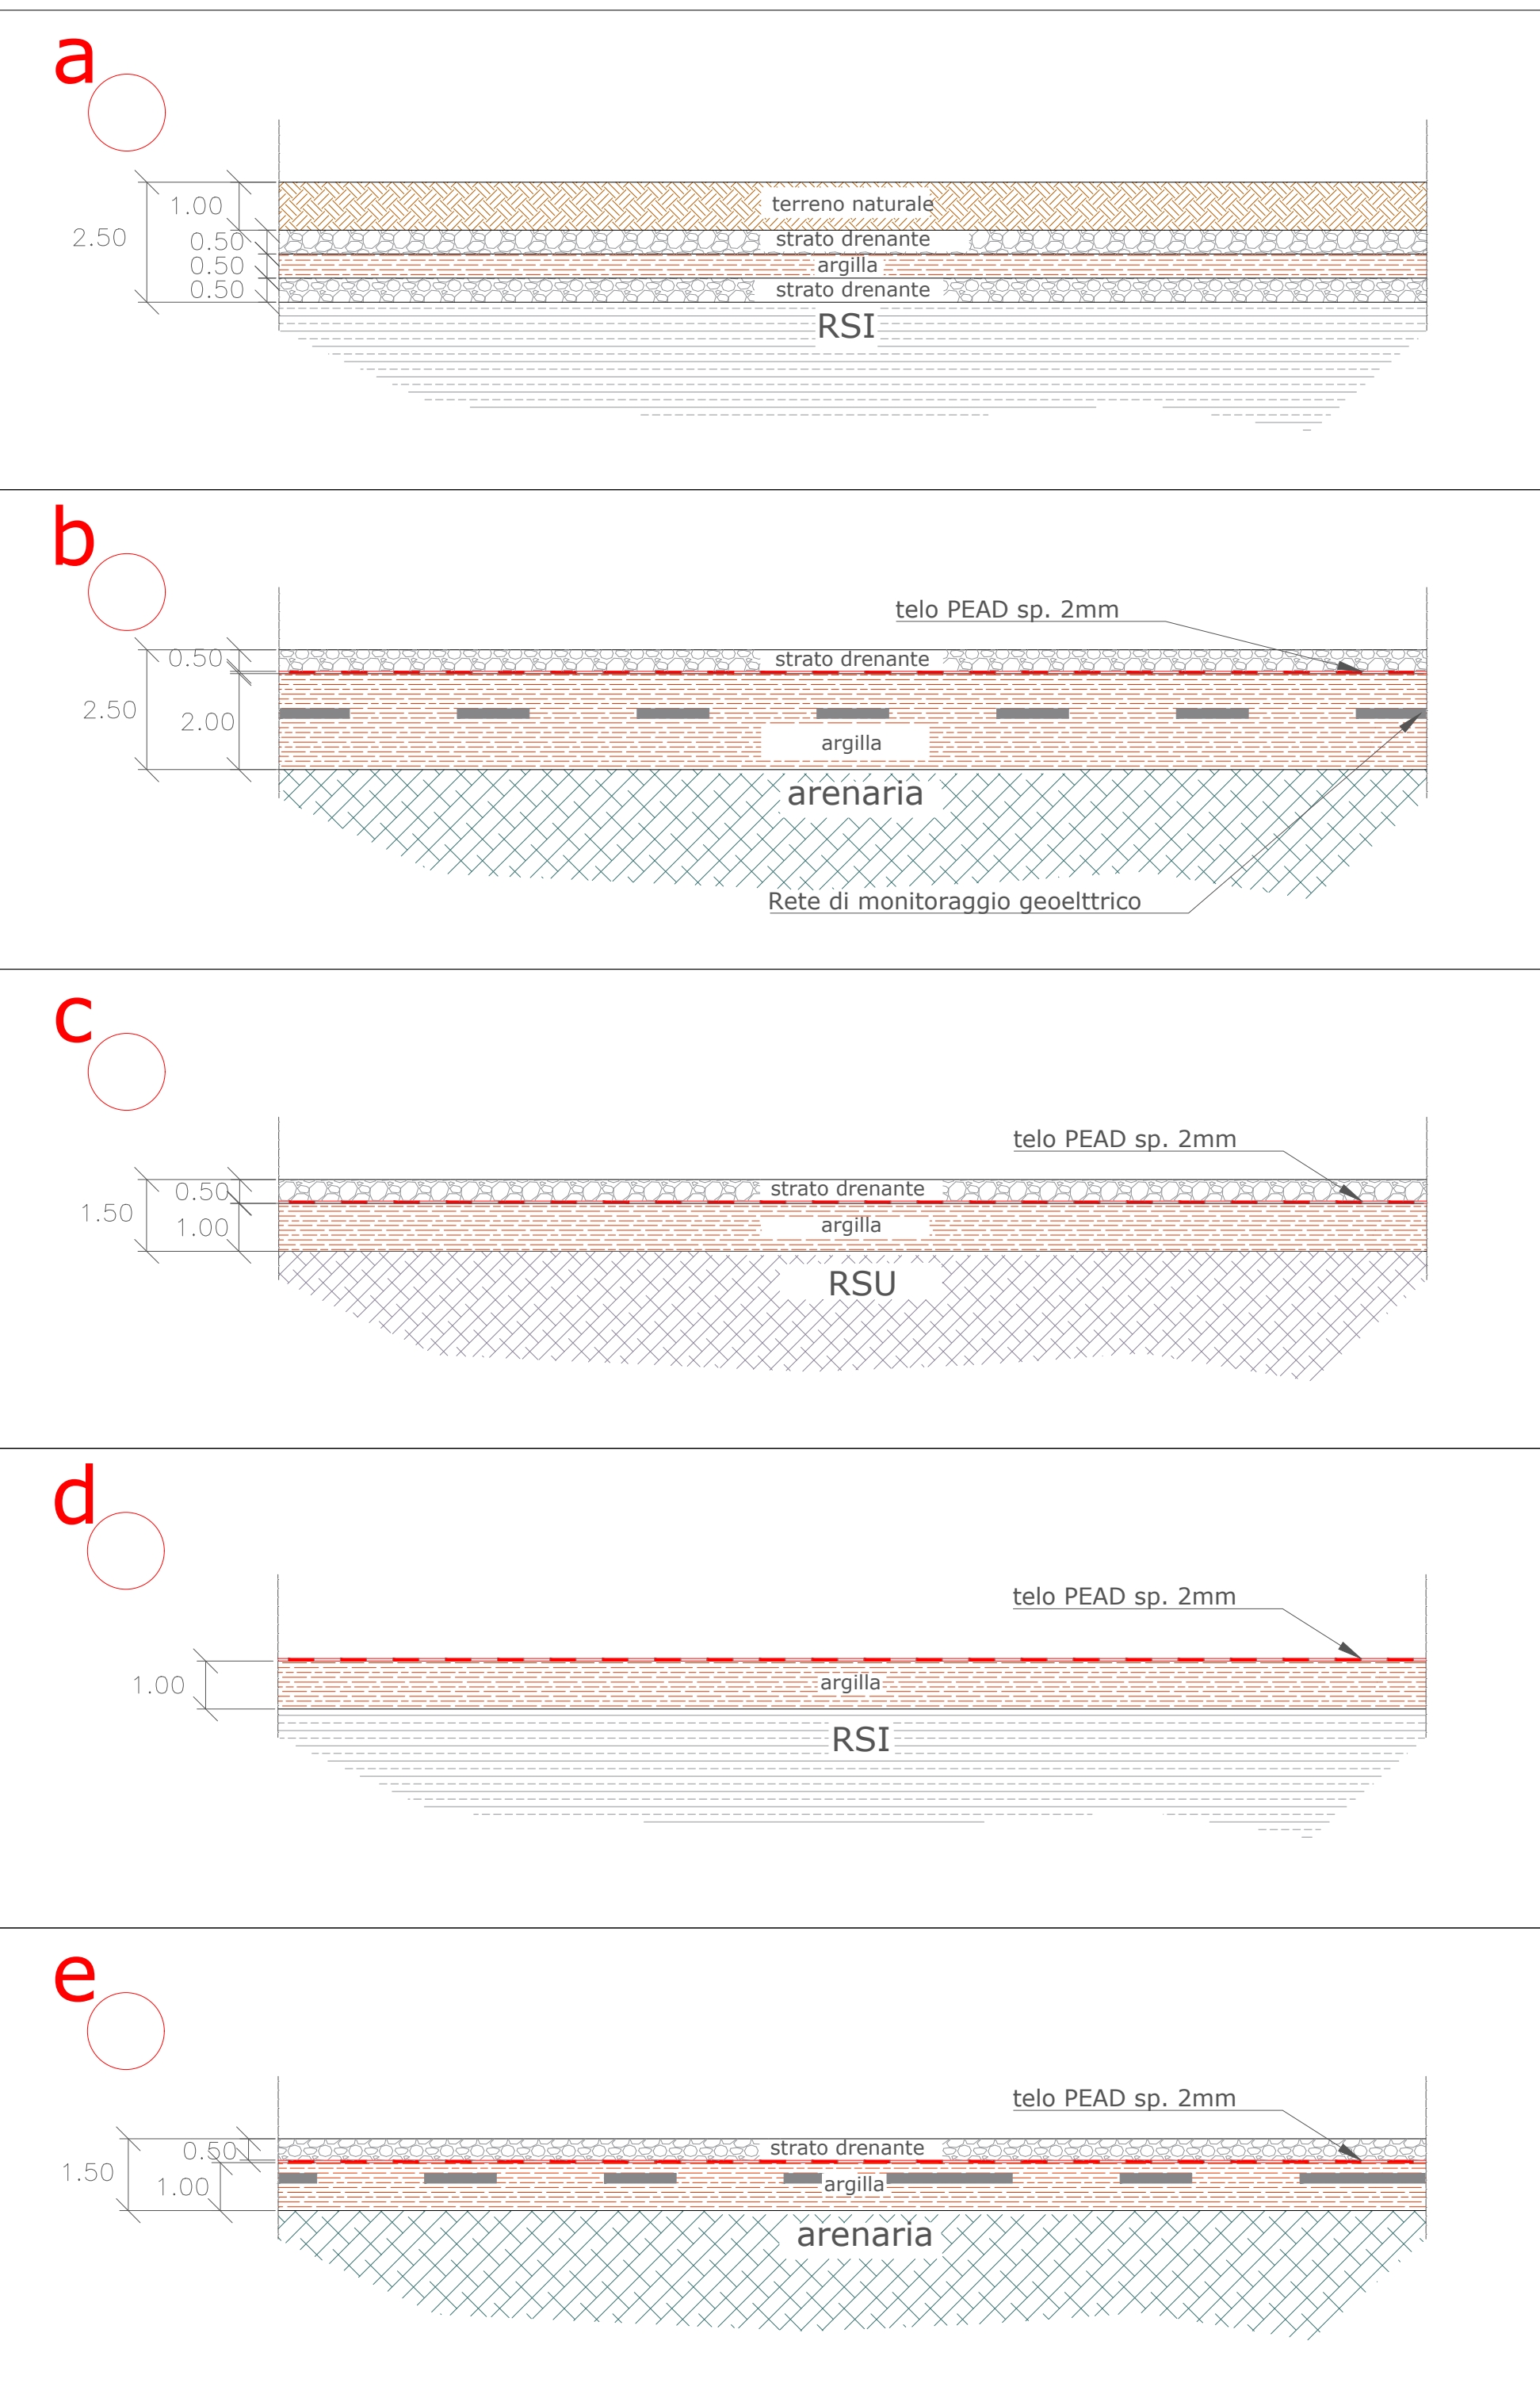 a
1.00
terreno naturale
2.50
0.50
strato drenante
0.50
argilla
0.50
strato drenante
RSI
b
telo PEAD sp. 2mm
0.50
strato drenante
2.50
2.00
argilla
arenaria
Rete di monitoraggio geoelttrico
c
telo PEAD sp. 2mm
0.50
strato drenante
1.50
1.00
argilla
RSU
d
telo PEAD sp. 2mm
1.00
argilla
RSI
e
telo PEAD sp. 2mm
0.50
strato drenante
1.50
1.00
argilla
arenaria